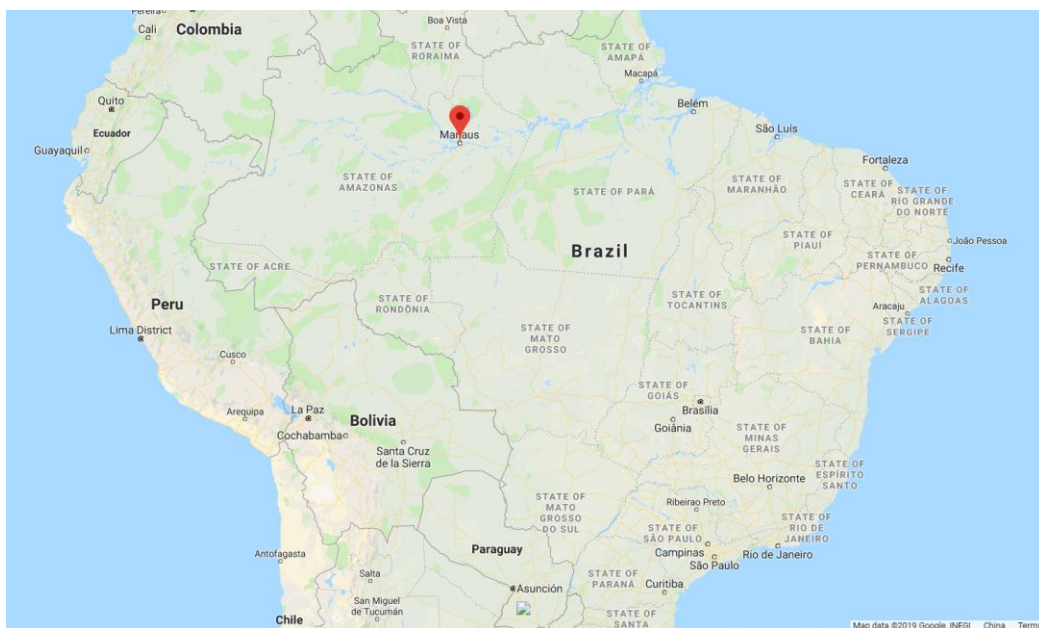 Pereira
Cali
Colombia
Boa Vista
STATE OF
RORAIMA
STATE OF
AMAPÁ
Macapá
Quito
Ecuador
Guayaquil
Manaus
Belém
São Luís
Fortaleza
STATE OF
AMAZONAS
STATE OF PARÁ
STATE OF
MARANHÃO
STATE OF
CEARÁ
STATE OF
RIO GRANDE
DO NORTE
STATE OF
PIAUÍ
João Pessoa
STATE OF
PERNAMBUCO
Recife
Brazil
STATE OF ACRE
STATE OF
RONDÔNIA
STATE OF
TOCANTINS
STATE OF
ALAGOAS
Aracaju
STATE OF
SERGIPE
Peru
Lima District
Cusco
STATE OF
MATO
GROSSO
STATE OF
BAHIA
Arequipa
La Paz
Bolivia
Cochabamba
Santa Cruz
de la Sierra
STATE OF
GOIÁS
Brasília
Goiânia
STATE OF
MINAS
GERAIS
STATE OF
ESPÍRITO
SANTO
Belo Horizonte
STATE OF
MATO
GROSSO
DO SUL
Ribeirao Preto
STATE OF
SÃO PAULO
STATE OF
RIO DE
JANEIRO
Campinas
São Paulo
Rio de Janeiro
Antofagasta
Paraguay
Salta
Asunción
STATE OF
PARANÁ
Curitiba
San Miguel
de Tucumán
Chile
STATE OF
SANTA
Map data ©2019 Google, INEGI China Terms